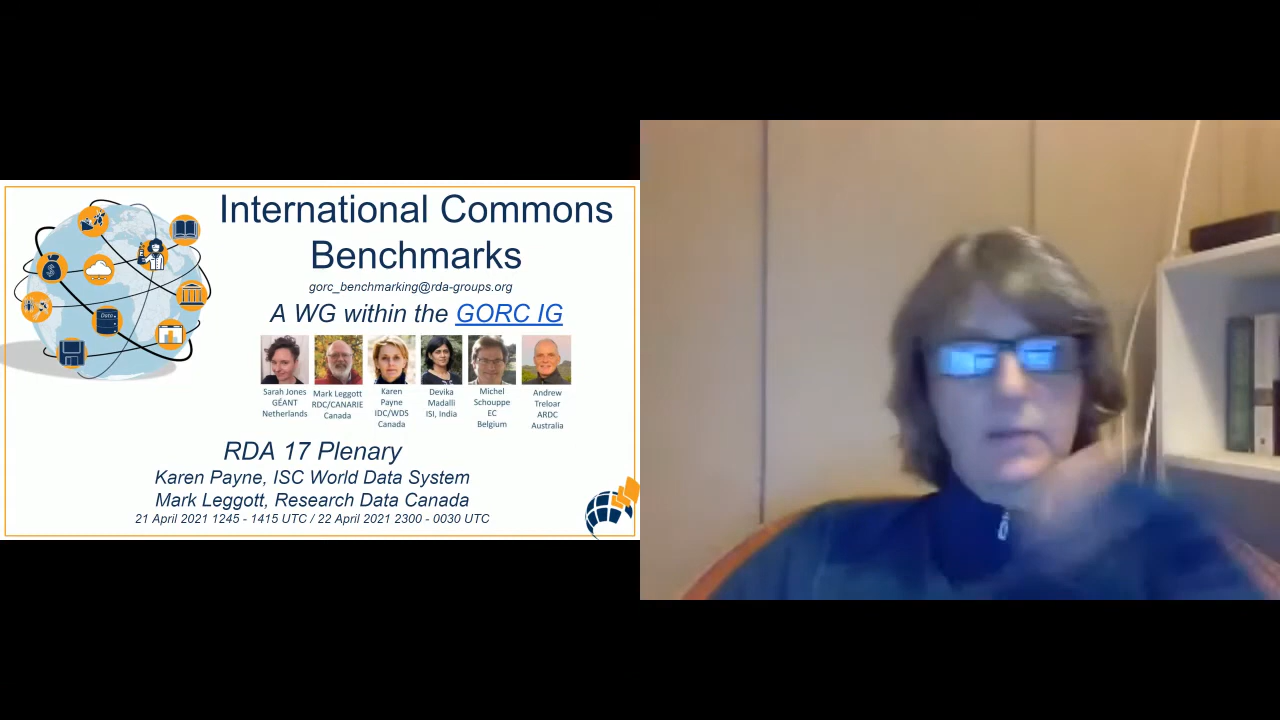 International Commons
Benchmarks
gorc_benchmarking@rda-groups.org
A WG within the GORC IG
Sarah Jones
GÉANT
Netherlands
Mark Leggott
RDC/CANARIE
Canada
Karen
Payne
IDC/WDS
Canada
Devika
Madalli
ISI, India
Michel
Schouppe
EC
Belgium
Andrew
Treloar
ARDC
Australia
RDA 17 Plenary
Karen Payne, ISC World Data System
Mark Leggott, Research Data Canada
21 April 2021 1245 - 1415 UTC / 22 April 2021 2300 - 0030 UTC
Data